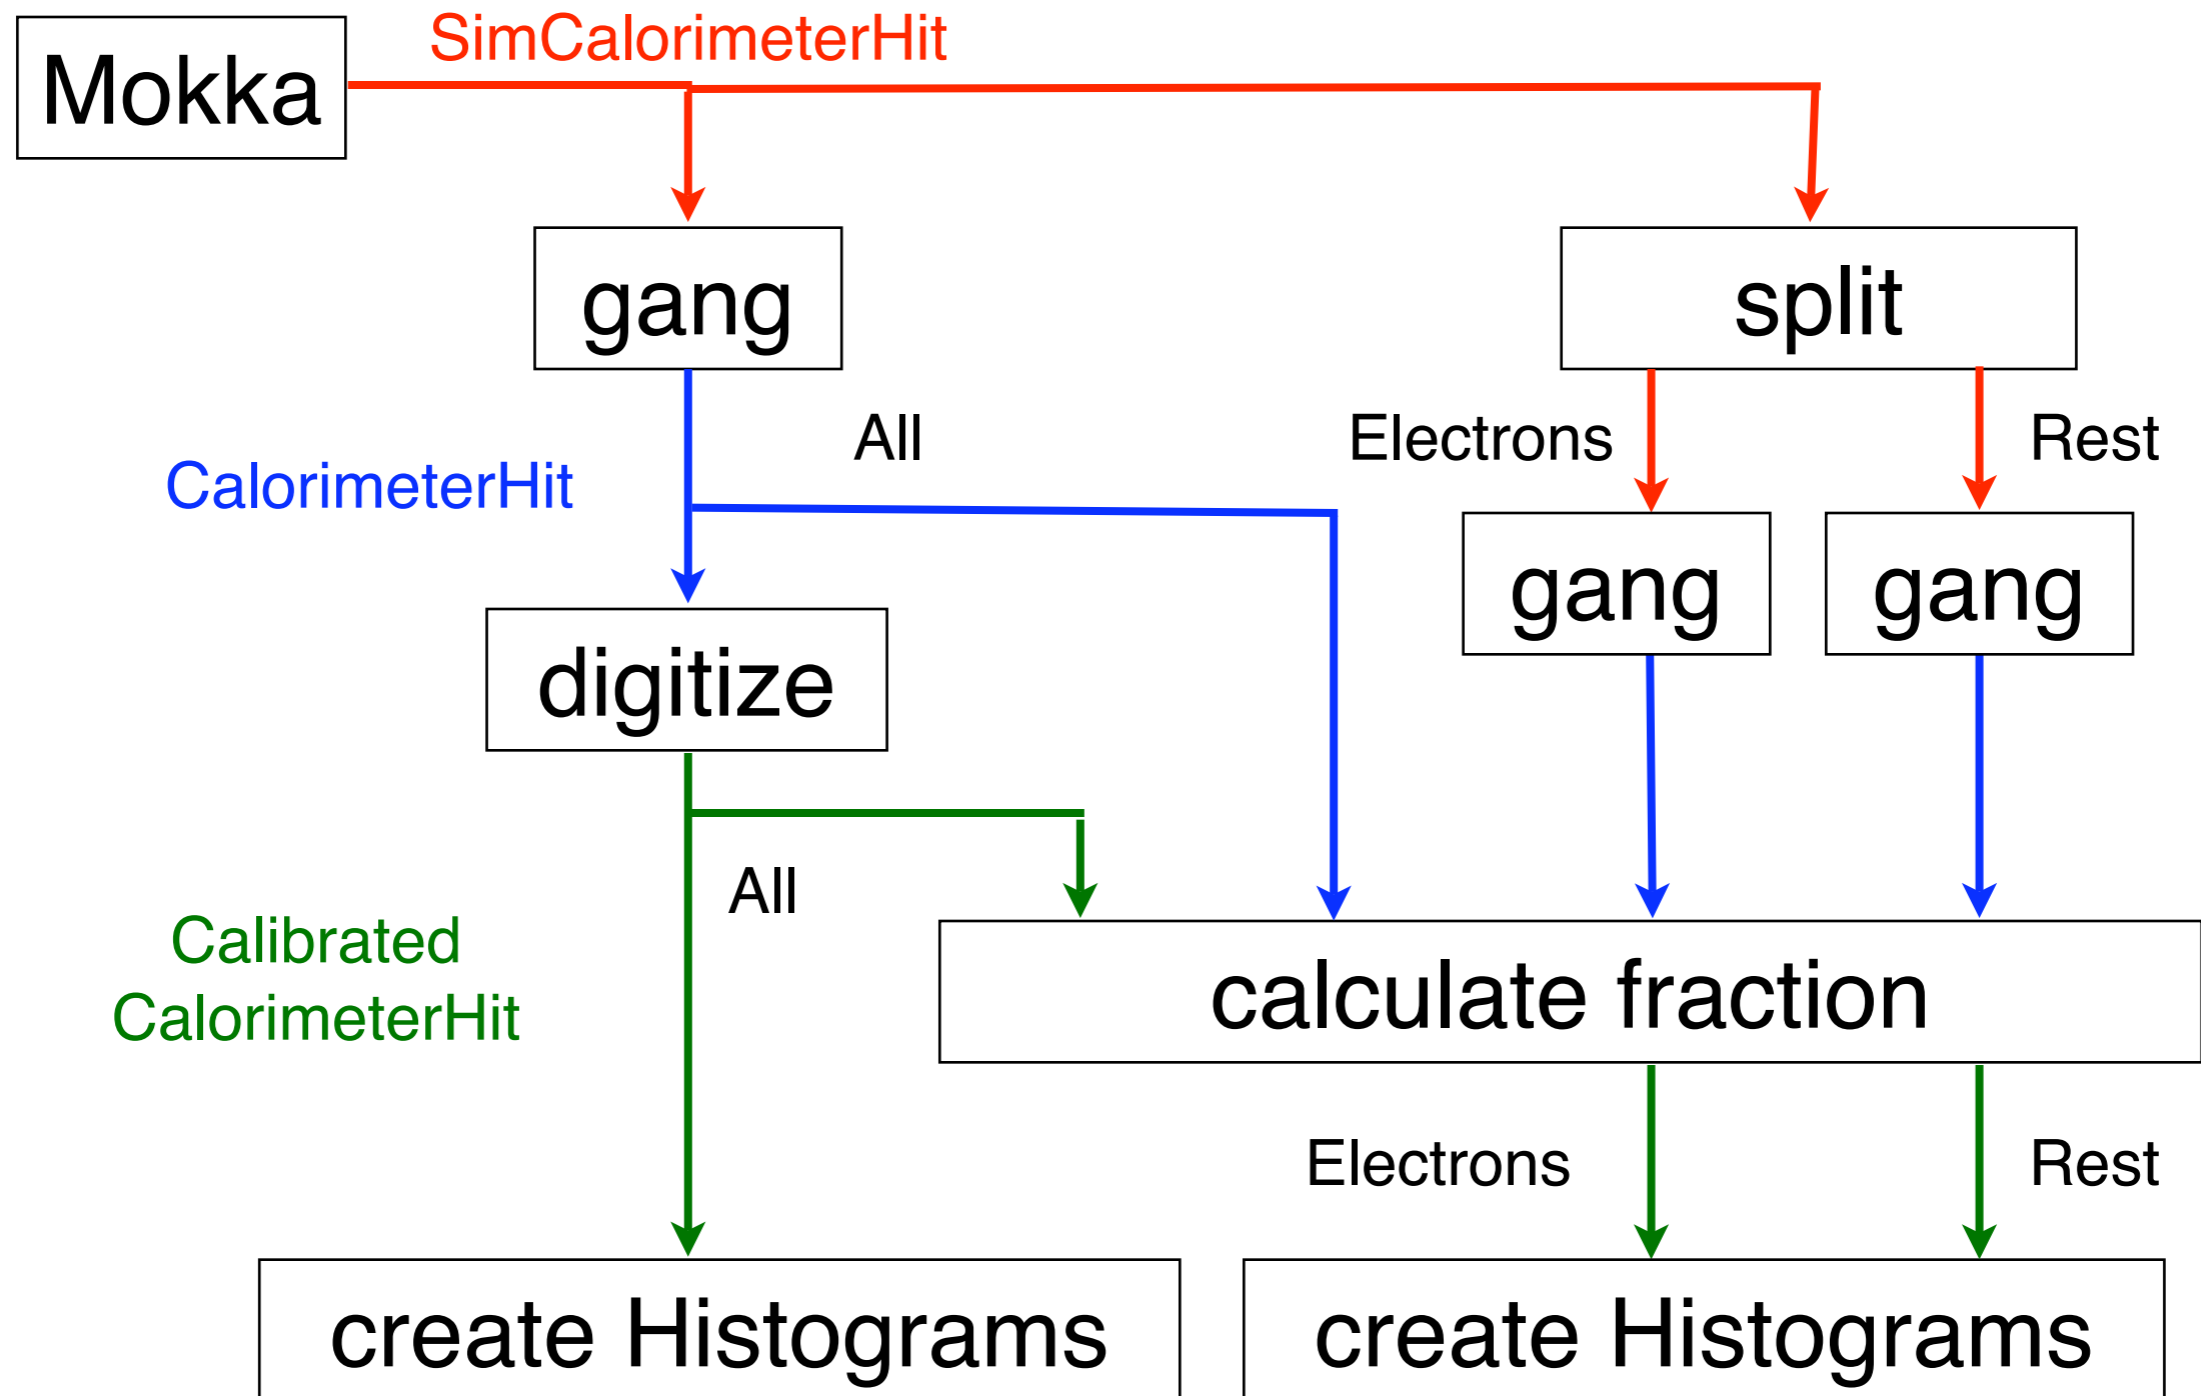 SimCalorimeterHit
Mokka
gang
split
All
Electrons
Rest
CalorimeterHit
gang
gang
digitize
All
Calibrated
CalorimeterHit
calculate fraction
Electrons
Rest
create Histograms
create Histograms